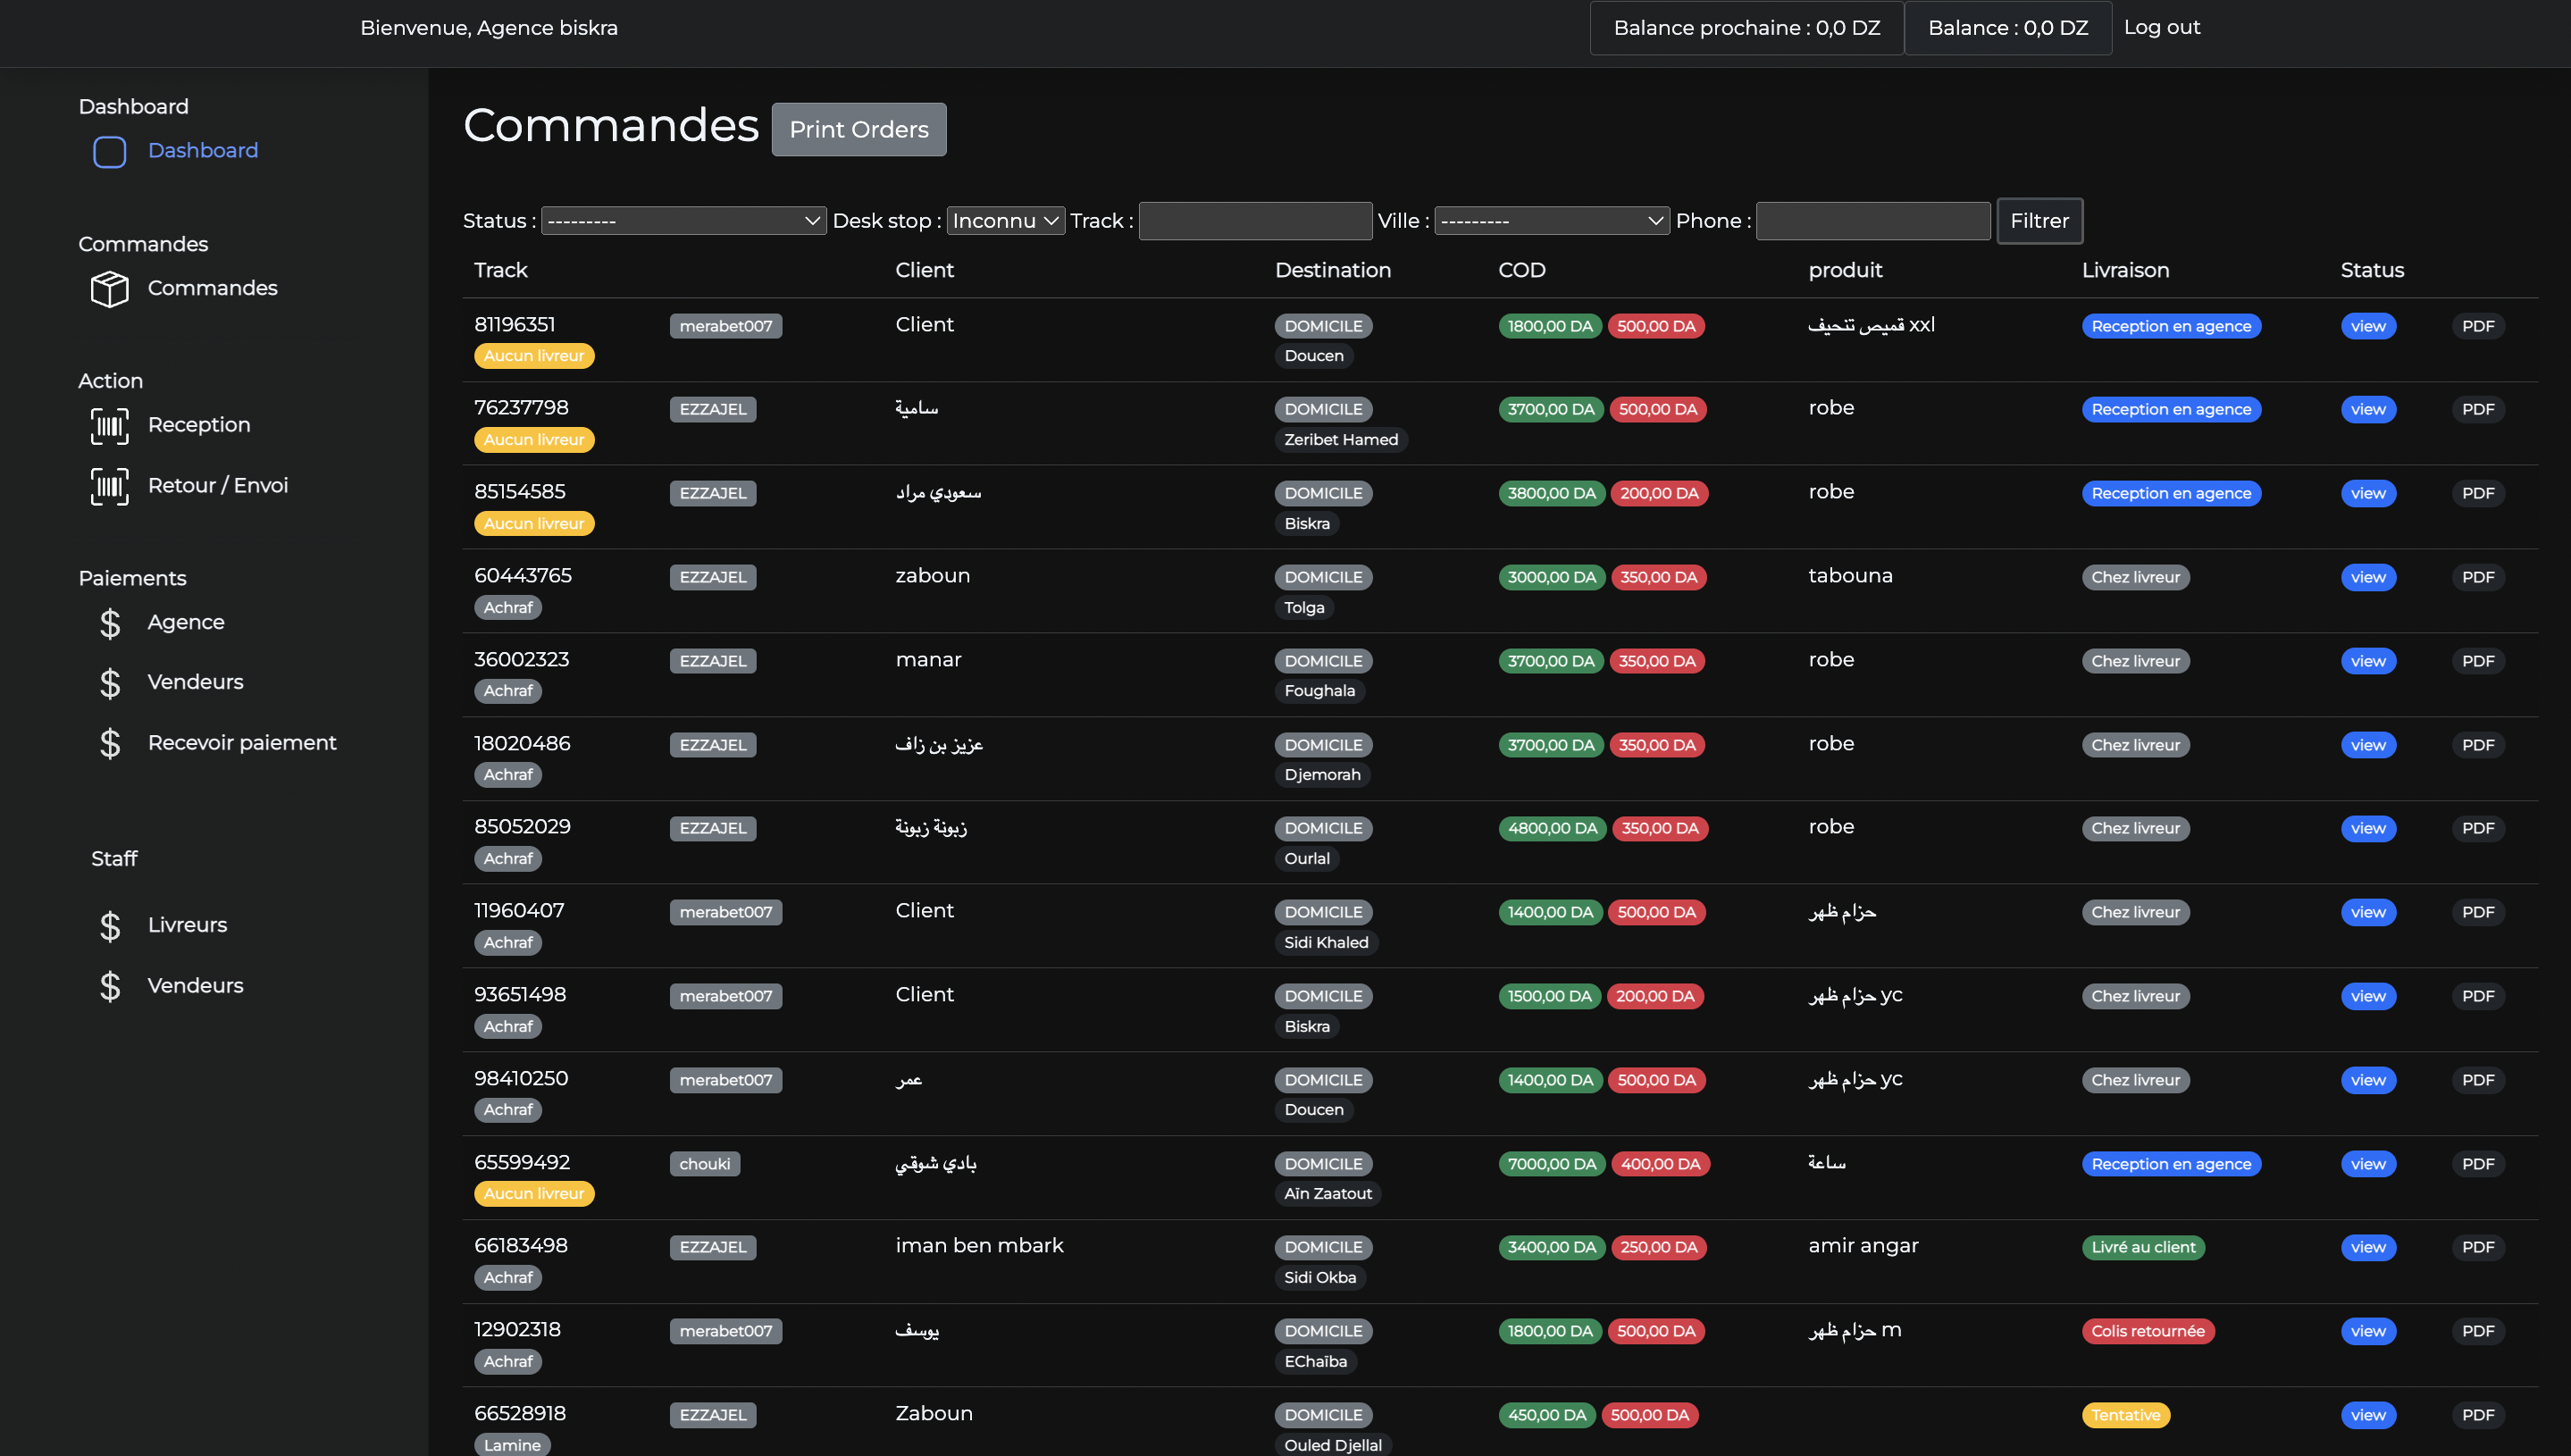 Bienvenue, Agence biskra
Balance prochaine : 0,0 DZ
Balance : 0,0 DZ
Log out
Dashboard
Dashboard
Commandes
Commandes
Action
Reception
Retour / Envoi
Paiements
$ Agence
$ Vendeurs
$ Recevoir paiement
Staff
$ Livreurs
$ Vendeurs
Commandes Print Orders
Status : --------- Desk stop : Inconnu Track : Ville : --------- Phone : Filtrer
Track Client Destination COD produit Livraison Status
81196351 merabet007 Client DOMICILE 1800,00 DA 500,00 DA قميص تنحيف xxl Reception en agence view PDF
Aucun livreur Doucen
76237798 EZZAJEL سامية DOMICILE 3700,00 DA 500,00 DA robe Reception en agence view PDF
Aucun livreur Zeribet Hamed
85154585 EZZAJEL سعودي مراد DOMICILE 3800,00 DA 200,00 DA robe Reception en agence view PDF
Aucun livreur Biskra
60443765 EZZAJEL zaboun DOMICILE 3000,00 DA 350,00 DA tabouna Chez livreur view PDF
Achraf Tolga
36002323 EZZAJEL manar DOMICILE 3700,00 DA 350,00 DA robe Chez livreur view PDF
Achraf Foughala
18020486 EZZAJEL عزيز بن زاف DOMICILE 3700,00 DA 350,00 DA robe Chez livreur view PDF
Achraf Djemorah
85052029 EZZAJEL زبونة زبونة DOMICILE 4800,00 DA 350,00 DA robe Chez livreur view PDF
Achraf Ourlal
11960407 merabet007 Client DOMICILE 1400,00 DA 500,00 DA حزام ظهر Chez livreur view PDF
Achraf Sidi Khaled
93651498 merabet007 Client DOMICILE 1500,00 DA 200,00 DA حزام ظهر yc Chez livreur view PDF
Achraf Biskra
98410250 merabet007 عمر DOMICILE 1400,00 DA 500,00 DA حزام ظهر yc Chez livreur view PDF
Achraf Doucen
65599492 chouki بادي شوقي DOMICILE 7000,00 DA 400,00 DA ساعة Reception en agence view PDF
Aucun livreur Aïn Zaatout
66183498 EZZAJEL iman ben mbark DOMICILE 3400,00 DA 250,00 DA amir angar Livré au client view PDF
Achraf Sidi Okba
12902318 merabet007 يوسف DOMICILE 1800,00 DA 500,00 DA حزام ظهر m Colis retournée view PDF
Achraf EChaïba
66528918 EZZAJEL Zaboun DOMICILE 450,00 DA 500,00 DA Tentative view PDF
Lamine Ouled Djellal